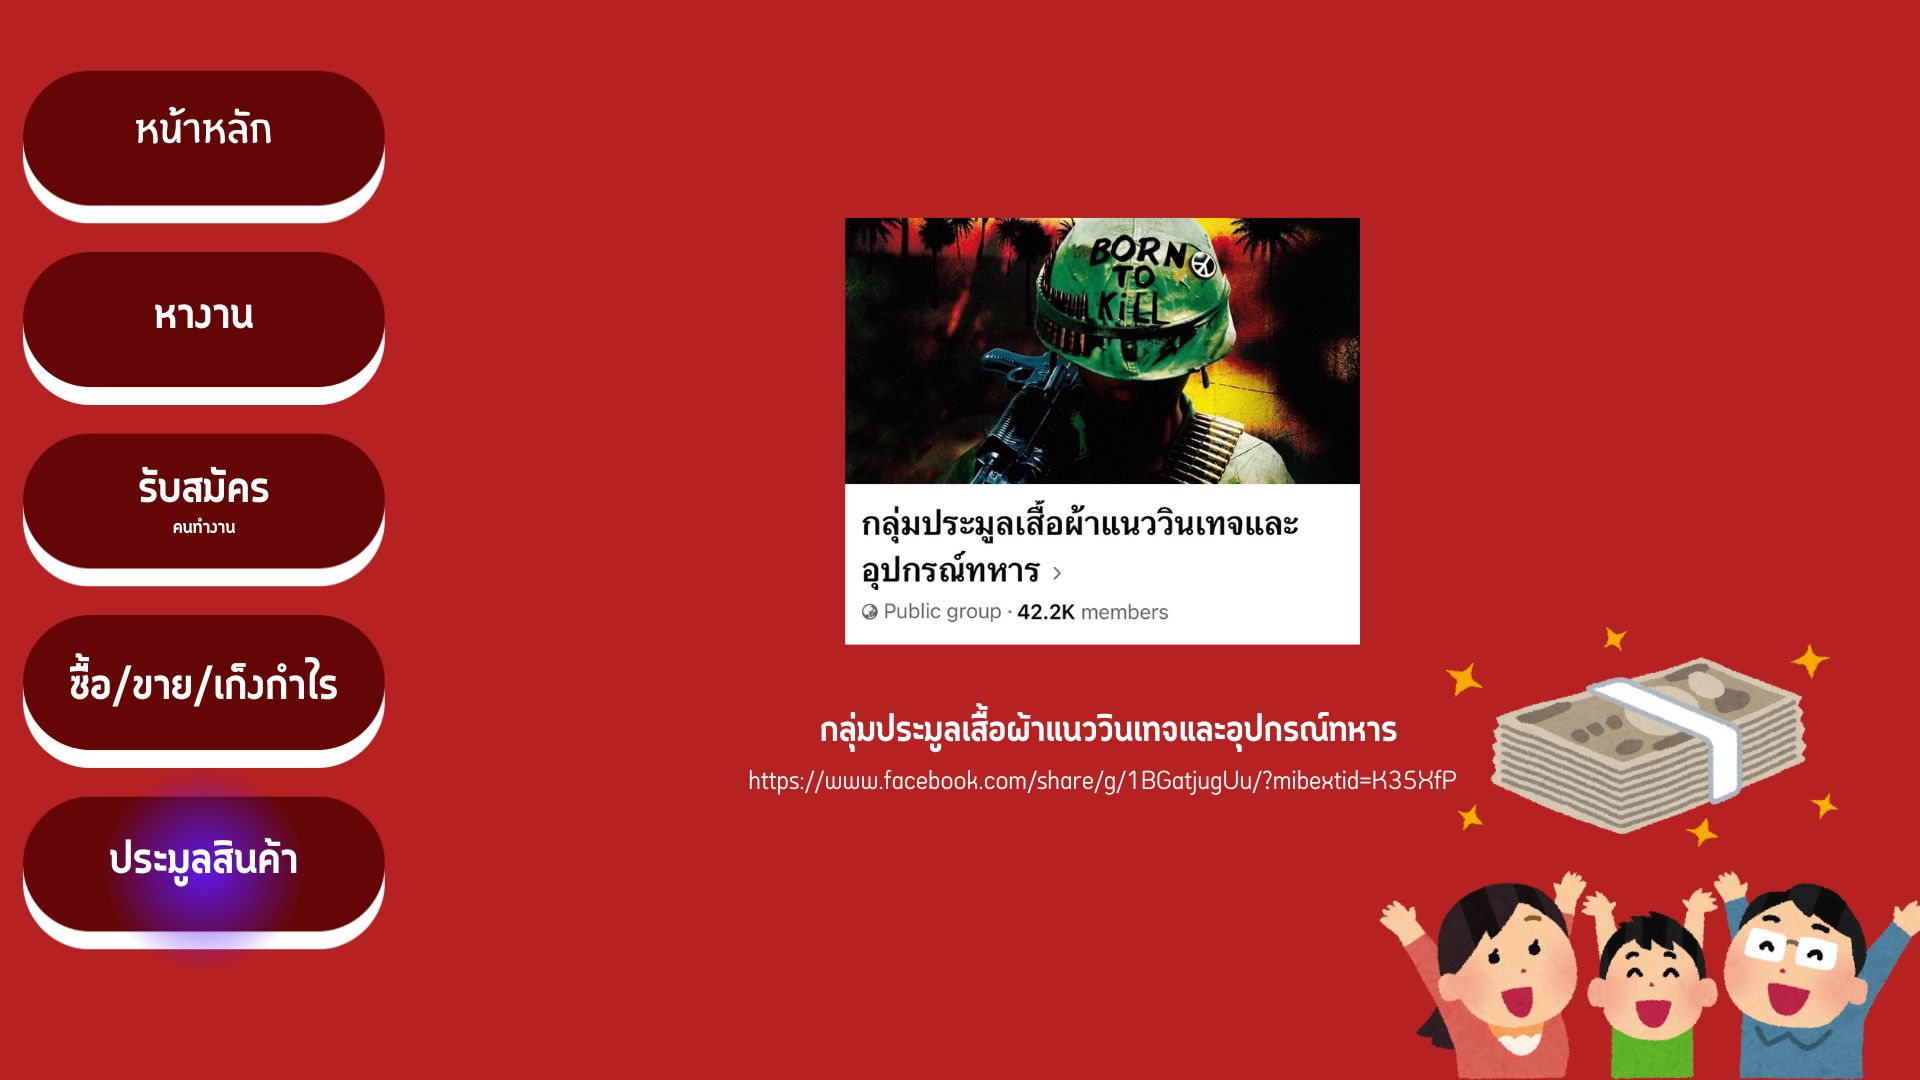 หน้าหลัก
หางาน
รับสมัคร
คนทำงาน
ซื้อ/ขาย/เก็งกำไร
ประมูลสินค้า
BORN
TO
KiLL
กลุ่มประมูลเสื้อผ้าแนววินเทจและ
อุปกรณ์ทหาร >
Public group · 42.2K members
กลุ่มประมูลเสื้อผ้าแนววินเทจและอุปกรณ์ทหาร
https://www.facebook.com/share/g/1BGatjugUu/?mibextid=K35XfP